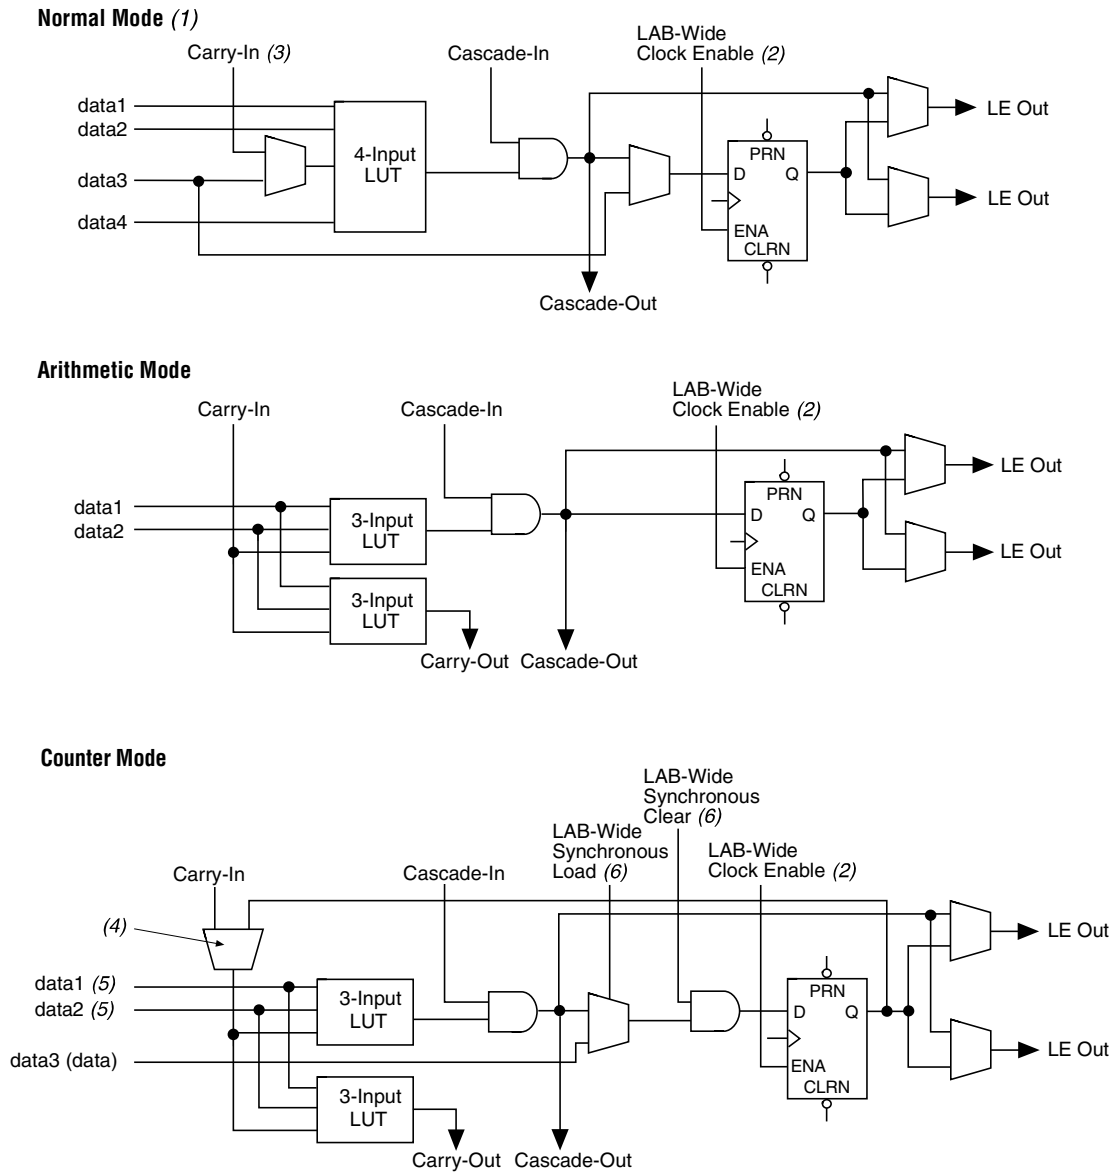 Normal Mode (1)
Carry-In (3)
Cascade-In
LAB-Wide
Clock Enable (2)
data1
data2
data3
data4
4-Input
LUT
PRN
D
Q
ENA
CLRN
LE Out
LE Out
Cascade-Out
Arithmetic Mode
Carry-In
Cascade-In
LAB-Wide
Clock Enable (2)
data1
data2
3-Input
LUT
3-Input
LUT
PRN
D
Q
ENA
CLRN
LE Out
LE Out
Carry-Out
Cascade-Out
Counter Mode
Carry-In
Cascade-In
LAB-Wide
Synchronous
Load (6)
LAB-Wide
Synchronous
Clear (6)
LAB-Wide
Clock Enable (2)
(4)
data1 (5)
data2 (5)
data3 (data)
3-Input
LUT
3-Input
LUT
PRN
D
Q
ENA
CLRN
LE Out
LE Out
Carry-Out
Cascade-Out